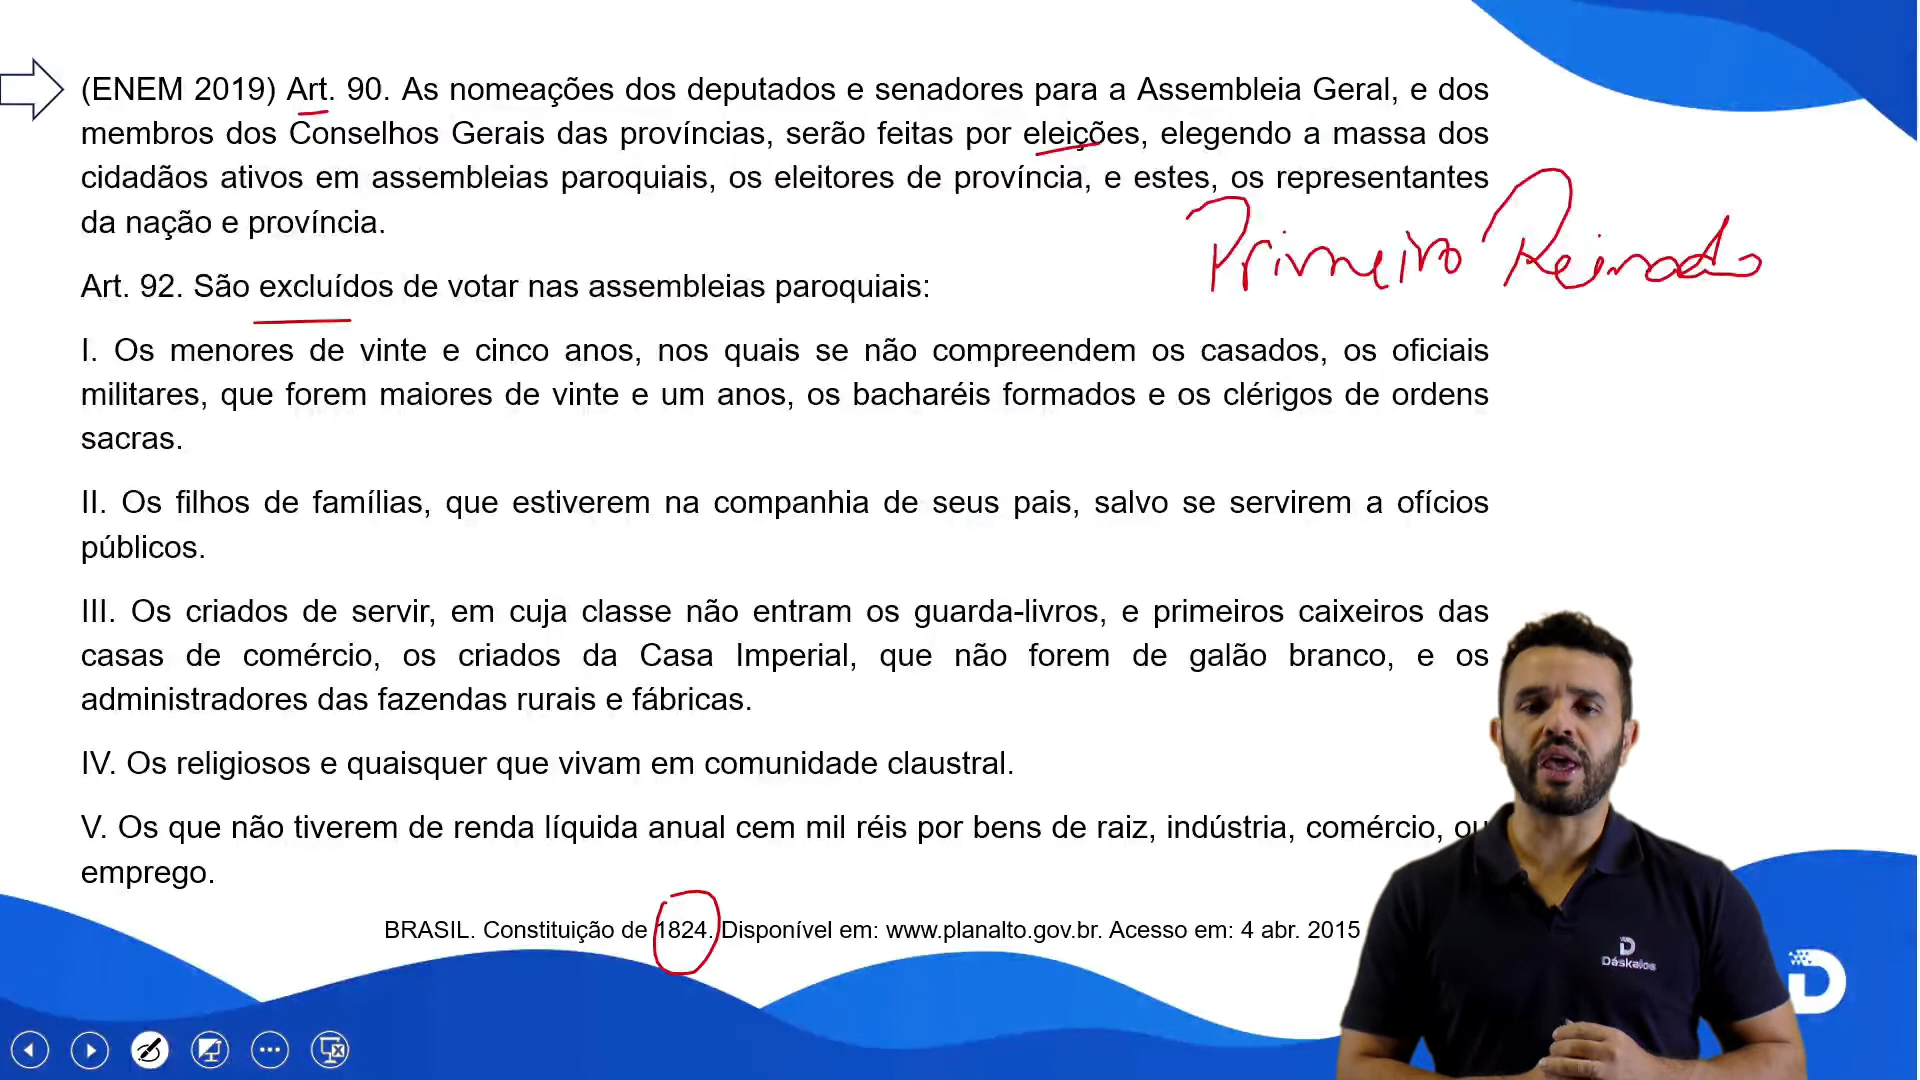 (ENEM 2019) Art. 90. As nomeações dos deputados e senadores para a Assembleia Geral, e dos
membros dos Conselhos Gerais das províncias, serão feitas por eleições, elegendo a massa dos
cidadãos ativos em assembleias paroquiais, os eleitores de província, e estes, os representantes
da nação e província.
Primeiro Reinado
Art. 92. São excluídos de votar nas assembleias paroquiais:
I. Os menores de vinte e cinco anos, nos quais se não compreendem os casados, os oficiais
militares, que forem maiores de vinte e um anos, os bacharéis formados e os clérigos de ordens
sacras.
II. Os filhos de famílias, que estiverem na companhia de seus pais, salvo se servirem a ofícios
públicos.
III. Os criados de servir, em cuja classe não entram os guarda-livros, e primeiros caixeiros das
casas de comércio, os criados da Casa Imperial, que não forem de galão branco, e os
administradores das fazendas rurais e fábricas.
IV. Os religiosos e quaisquer que vivam em comunidade claustral.
V. Os que não tiverem de renda líquida anual cem mil réis por bens de raiz, indústria, comércio, ou
emprego.
BRASIL. Constituição de 1824. Disponível em: www.planalto.gov.br. Acesso em: 4 abr. 2015
Dáskalos
D